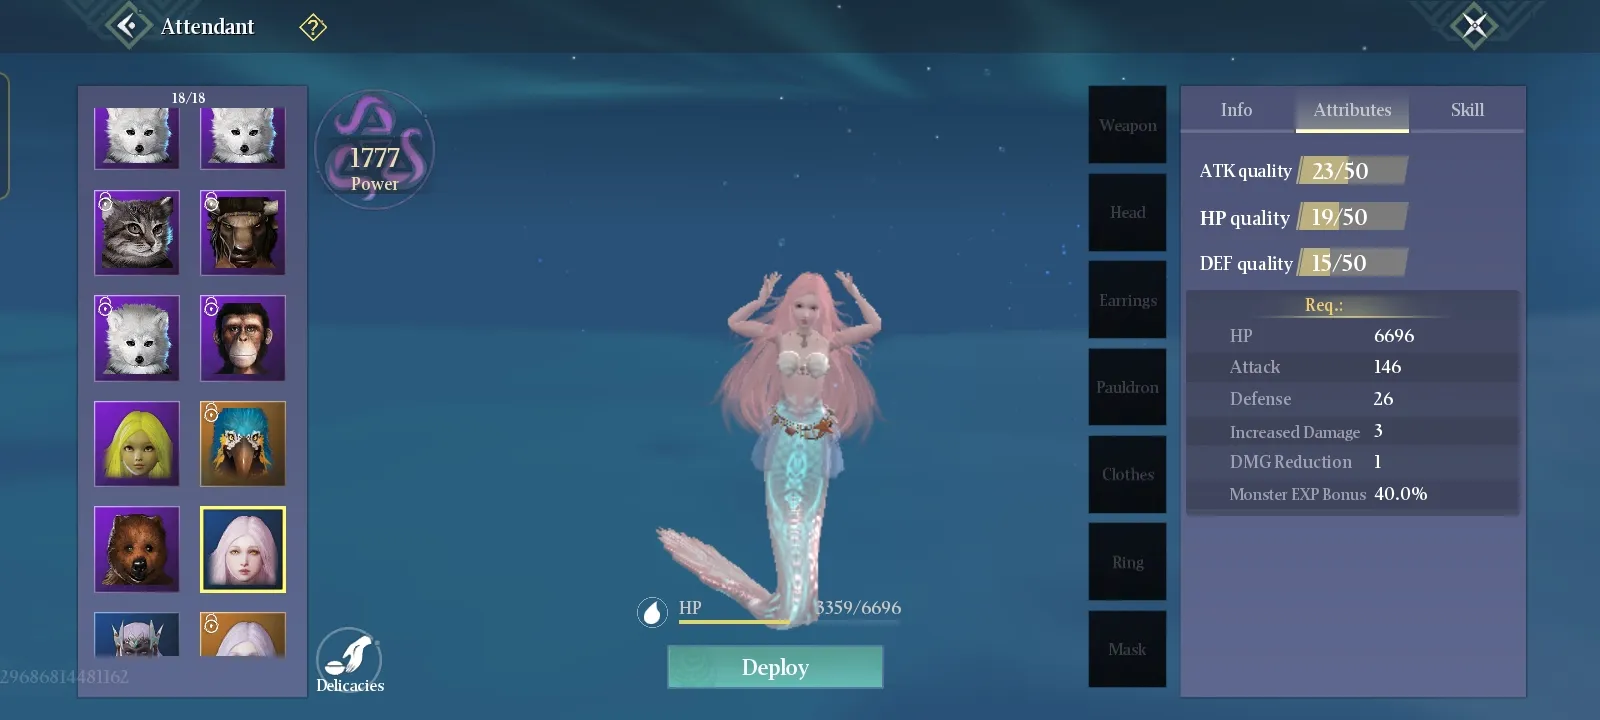 Attendant
?
18/18
1777
Power
Delicacies
29686814481162
HP 3359/6696
Deploy
Weapon
Head
Earrings
Pauldron
Clothes
Ring
Mask
Info Attributes Skill
ATK quality 23/50
HP quality 19/50
DEF quality 15/50
Req.:
HP 6696
Attack 146
Defense 26
Increased Damage 3
DMG Reduction 1
Monster EXP Bonus 40.0%